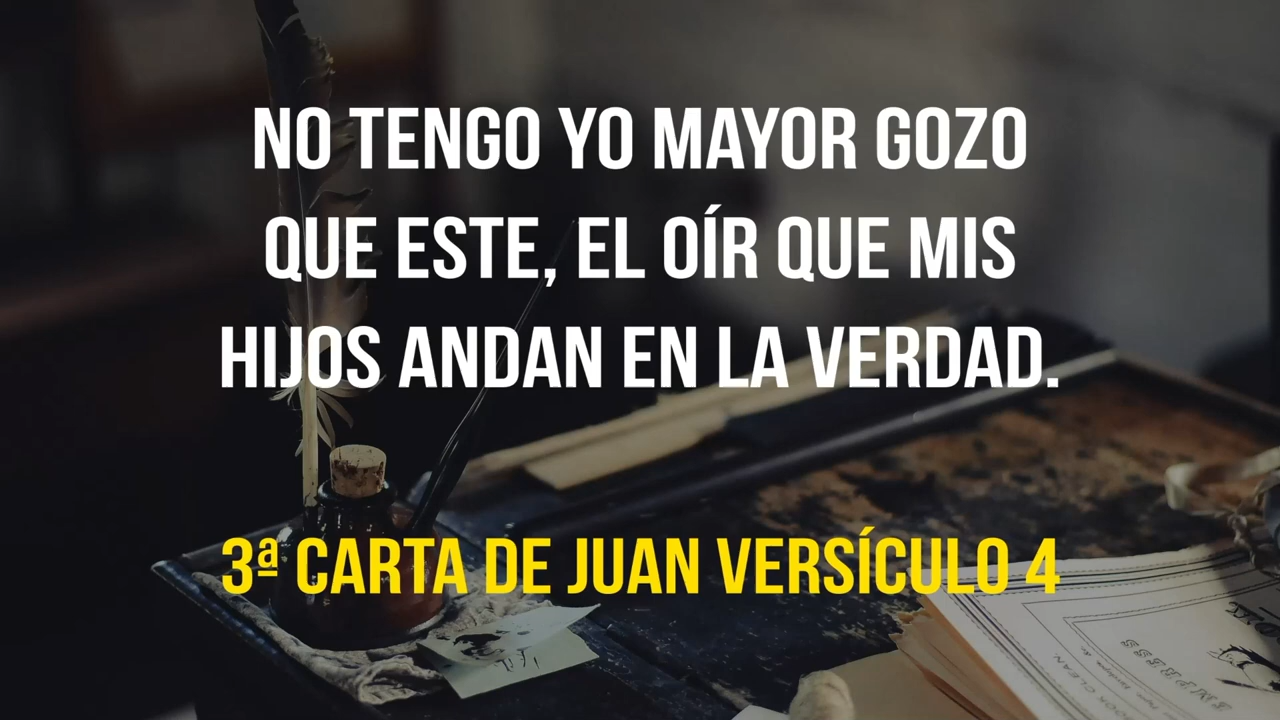 NO TENGO YO MAYOR GOZO
QUE ESTE, EL OÍR QUE MIS
HIJOS ANDAN EN LA VERDAD.
3ª CARTA DE JUAN VERSÍCULO 4
EMPRESS